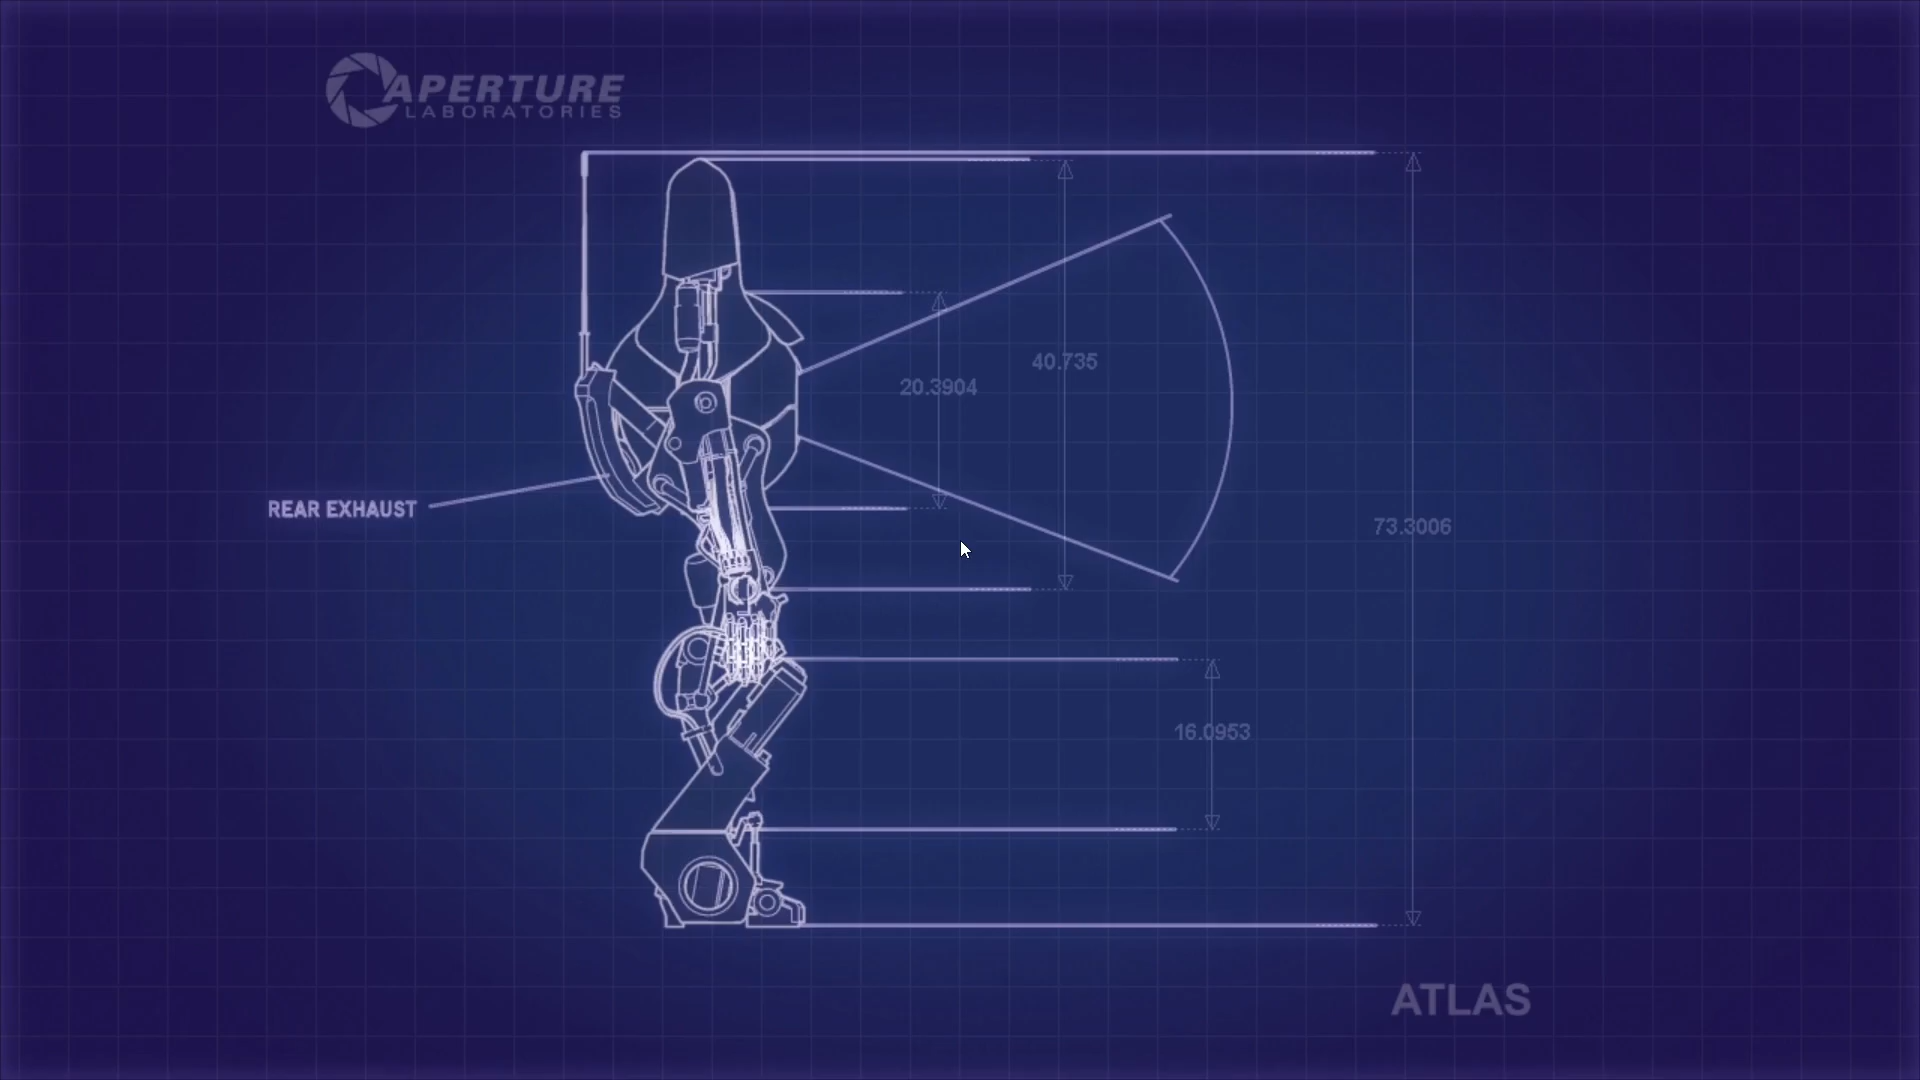 APERTURE
LABORATORIES
40.735
20.3904
REAR EXHAUST
73.3006
16.0953
ATLAS